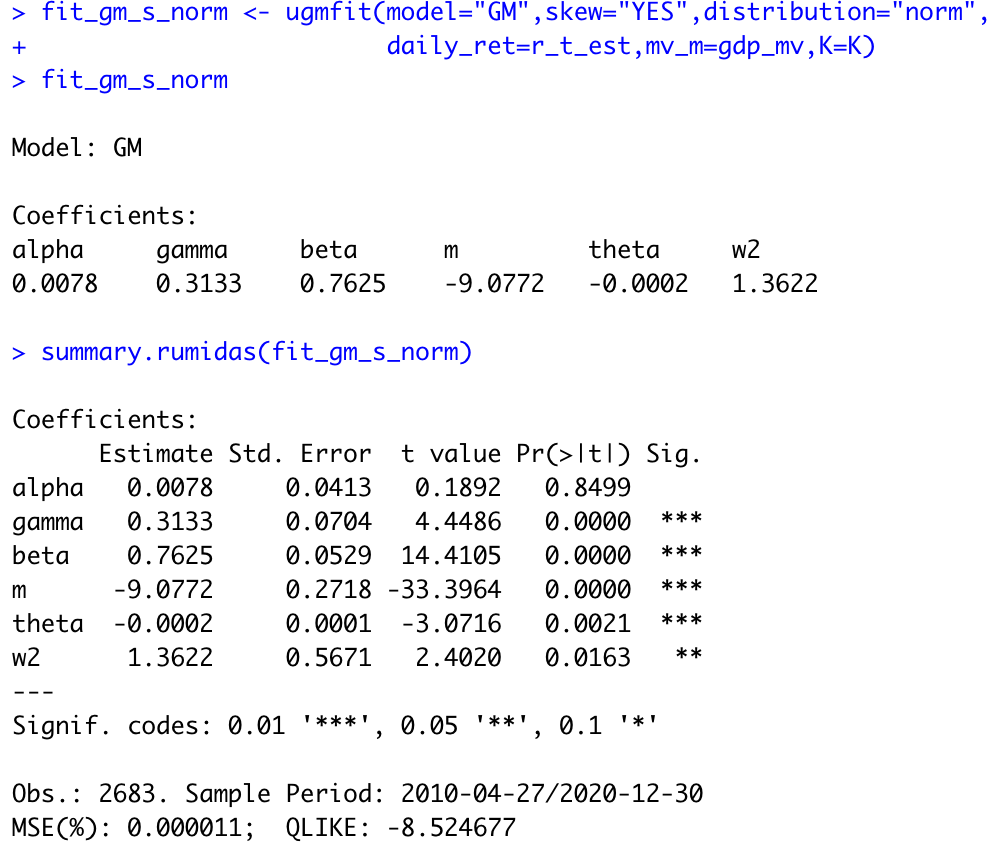 > fit_gm_s_norm <- ugmfit(model="GM",skew="YES",distribution="norm",
+                          daily_ret=r_t_est,mv_m=gdp_mv,K=K)
> fit_gm_s_norm

Model: GM

Coefficients:
alpha     gamma     beta      m         theta     w2
0.0078    0.3133    0.7625    -9.0772   -0.0002   1.3622

> summary.rumidas(fit_gm_s_norm)

Coefficients:
      Estimate Std. Error  t value Pr(>|t|) Sig.
alpha   0.0078     0.0413   0.1892   0.8499
gamma   0.3133     0.0704   4.4486   0.0000  ***
beta    0.7625     0.0529  14.4105   0.0000  ***
m      -9.0772     0.2718 -33.3964   0.0000  ***
theta  -0.0002     0.0001  -3.0716   0.0021  ***
w2      1.3622     0.5671   2.4020   0.0163   **
---
Signif. codes: 0.01 '***', 0.05 '**', 0.1 '*'

Obs.: 2683. Sample Period: 2010-04-27/2020-12-30
MSE(%): 0.000011;  QLIKE: -8.524677